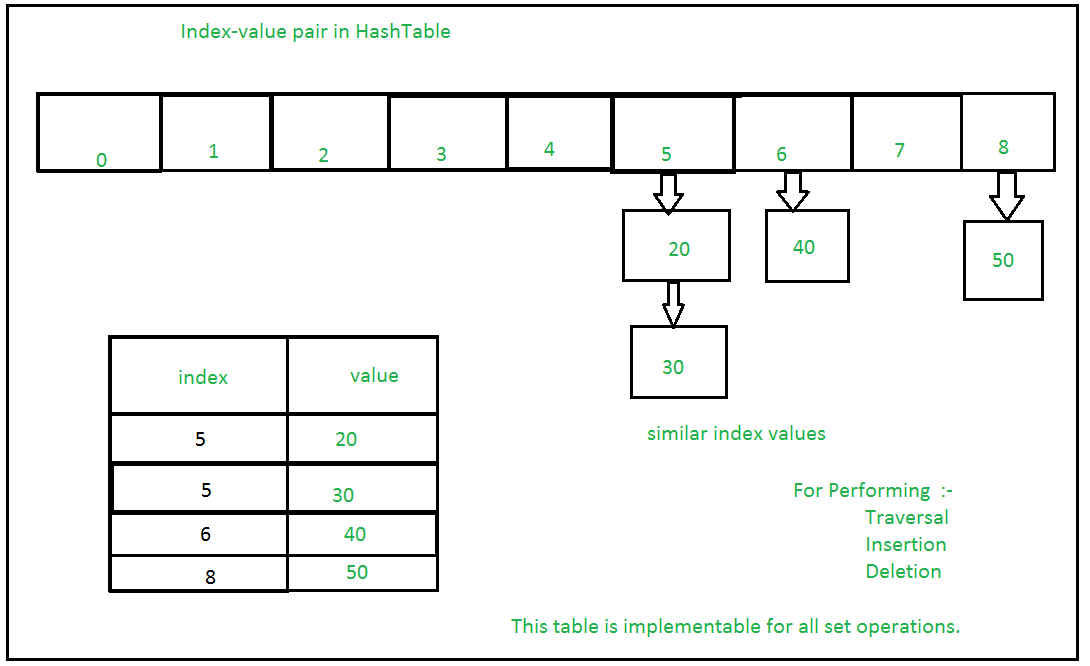 Index-value pair in HashTable
0 1 2 3 4 5 6 7 8
20 40 50
30
index value
5 20
5 30
6 40
8 50
similar index values
For Performing :-
Traversal
Insertion
Deletion
This table is implementable for all set operations.